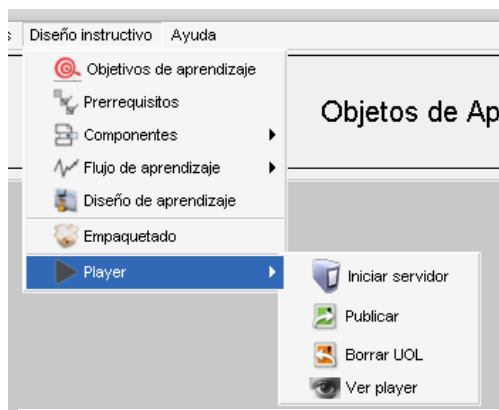 s Diseño instructivo Ayuda
Objetivos de aprendizaje
Prerrequisitos
Objetos de Ap
Componentes
Flujo de aprendizaje
Diseño de aprendizaje
Empaquetado
Player
Iniciar servidor
Publicar
Borrar UOL
Ver player